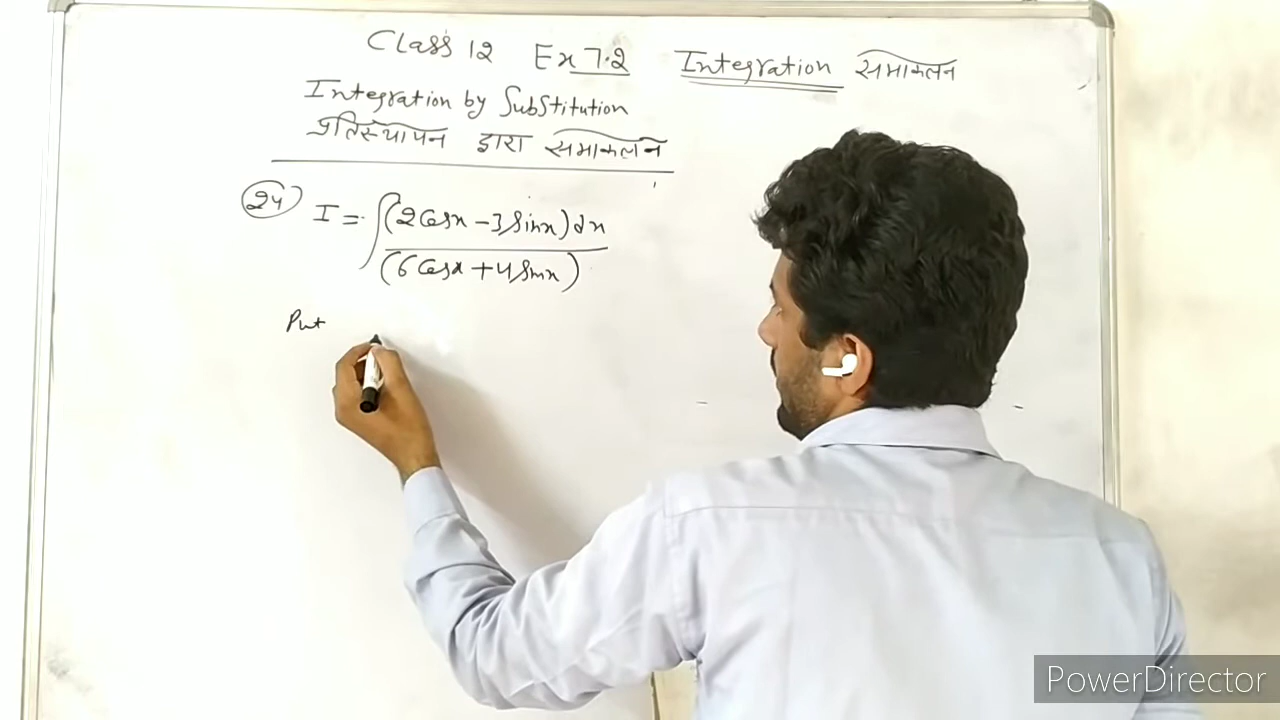 Class 12 Ex 7.2 Integration समाकलन
Integration by Substitution
प्रतिस्थापन द्वारा समाकलन
24 I = ∫ (2Cosx - 3Sinx) dx
(6Cosx + 4Sinx)
Put
PowerDirector